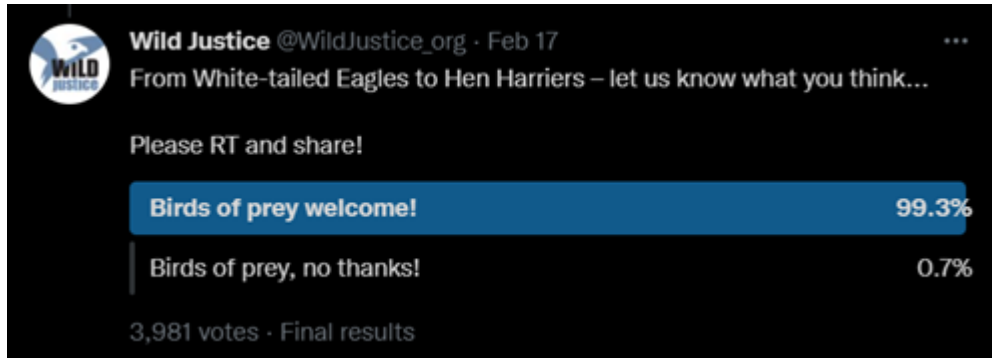 Wild Justice @WildJustice_org · Feb 17
From White-tailed Eagles to Hen Harriers – let us know what you think…
Please RT and share!
Birds of prey welcome! 99.3%
Birds of prey, no thanks! 0.7%
3,981 votes · Final results
WILD
JUSTICE